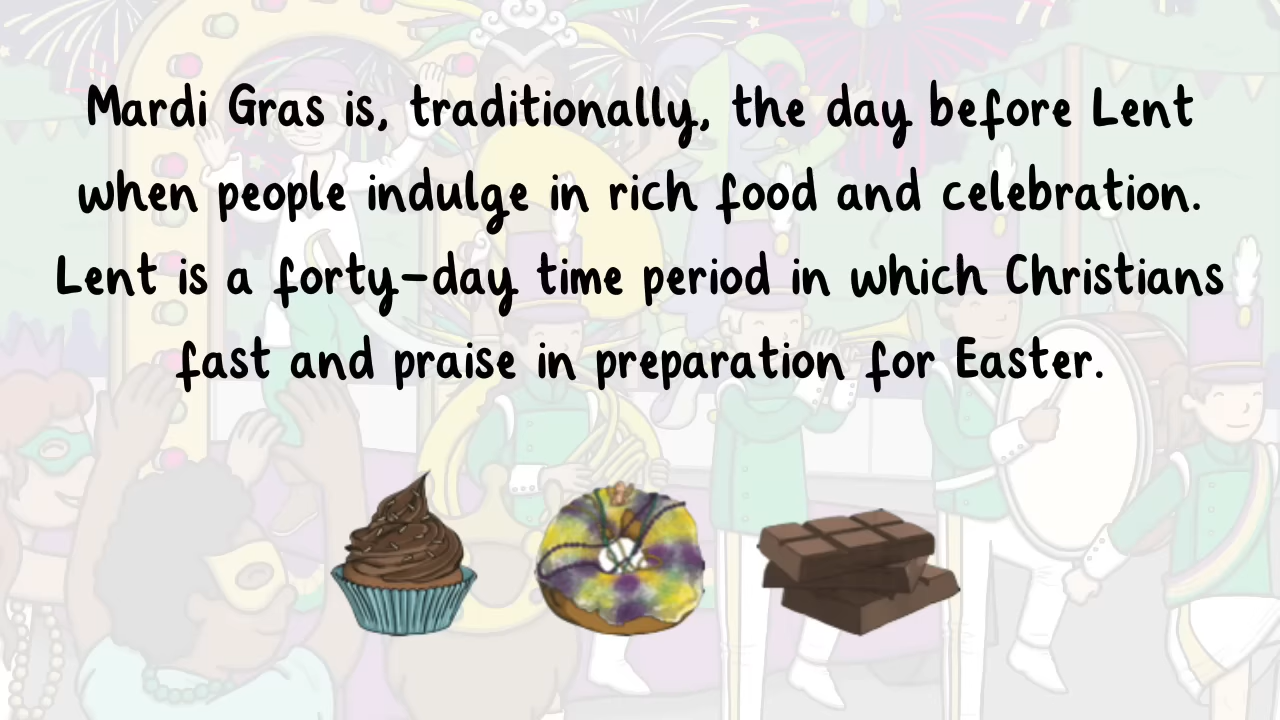 Mardi Gras is, traditionally, the day before Lent
when people indulge in rich food and celebration.
Lent is a forty-day time period in which Christians
fast and praise in preparation for Easter.